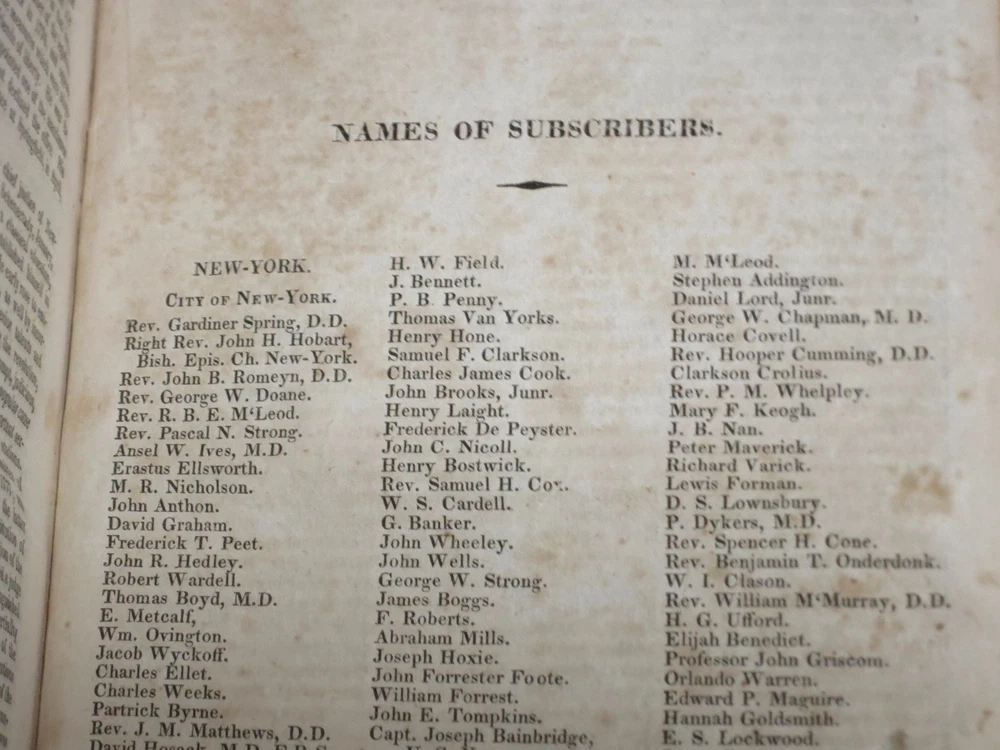 NAMES OF SUBSCRIBERS.
NEW-YORK.
CITY OF NEW-YORK.
Rev. Gardiner Spring, D.D.
Right Rev. John H. Hobart,
Bish. Epis. Ch. New-York.
Rev. John B. Romeyn, D.D.
Rev. George W. Doane.
Rev. R. B. E. M‘Leod.
Rev. Pascal N. Strong.
Ansel W. Ives, M.D.
Erastus Ellsworth.
M. R. Nicholson.
John Anthon.
David Graham.
Frederick T. Peet.
John R. Hedley.
Robert Wardell.
Thomas Boyd, M.D.
E. Metcalf,
Wm. Ovington.
Jacob Wyckoff.
Charles Ellet.
Charles Weeks.
Partrick Byrne.
Rev. J. M. Matthews, D.D.
David Hosack, M.D. F.R.S.
H. W. Field.
J. Bennett.
P. B. Penny.
Thomas Van Yorks.
Henry Hone.
Samuel F. Clarkson.
Charles James Cook.
John Brooks, Junr.
Henry Laight.
Frederick De Peyster.
John C. Nicoll.
Henry Bostwick.
Rev. Samuel H. Cox.
W. S. Cardell.
G. Banker.
John Wheeley.
John Wells.
George W. Strong.
James Boggs.
F. Roberts.
Abraham Mills.
Joseph Hoxie.
John Forrester Foote.
William Forrest.
John E. Tompkins.
Capt. Joseph Bainbridge,
M. M‘Leod.
Stephen Addington.
Daniel Lord, Junr.
George W. Chapman, M. D.
Horace Covell.
Rev. Hooper Cumming, D.D.
Clarkson Crolius.
Rev. P. M. Whelpley.
Mary F. Keogh.
J. B. Nan.
Peter Maverick.
Richard Varick.
Lewis Forman.
D. S. Lownsbury.
P. Dykers, M.D.
Rev. Spencer H. Cone.
Rev. Benjamin T. Onderdonk.
W. I. Clason.
Rev. William M‘Murray, D.D.
H. G. Ufford.
Elijah Benedict.
Professor John Griscom.
Orlando Warren.
Edward P. Maguire.
Hannah Goldsmith.
E. S. Lockwood.